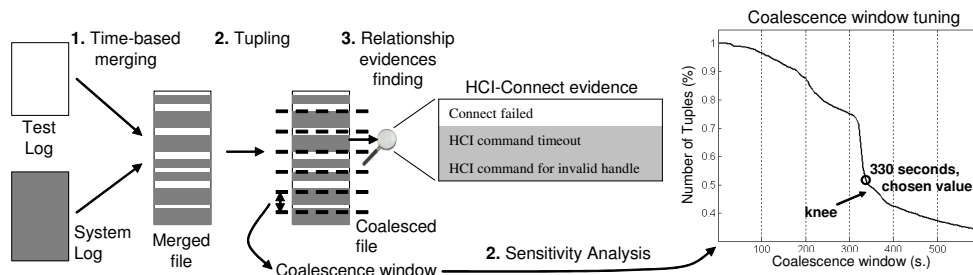 1. Time-based merging
2. Tupling
3. Relationship evidences finding
Test Log
System Log
Merged file
Coalesced file
Coalescence window
2. Sensitivity Analysis
HCI-Connect evidence
Connect failed
HCI command timeout
HCI command for invalid handle
Coalescence window tuning
Number of Tuples (%)
1
0.9
0.8
0.7
0.6
0.5
0.4
330 seconds, chosen value
knee
100 200 300 400 500
Coalescence window (s.)